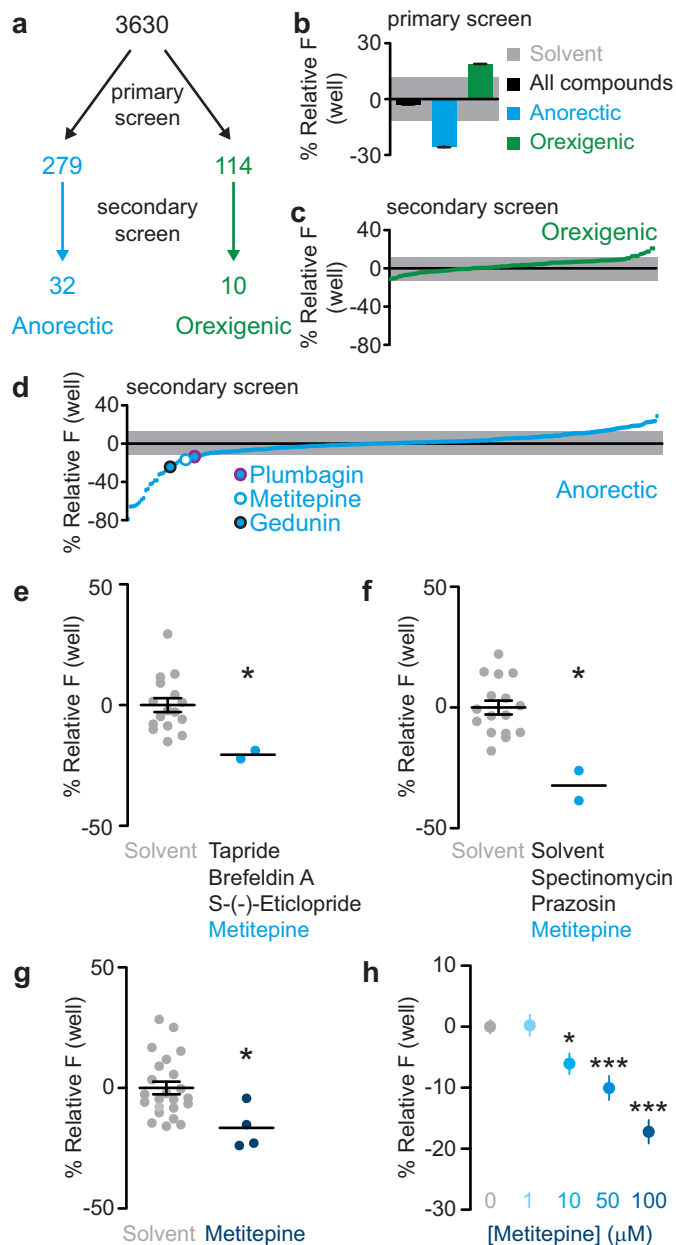 a
3630
primary
screen
279
114
secondary
screen
32
10
Anorectic
Orexigenic
b
primary screen
% Relative F
(well)
30
0
-30
Solvent
All compounds
Anorectic
Orexigenic
c
secondary screen
Orexigenic
% Relative F
(well)
40
0
-40
-80
d
secondary screen
% Relative F (well)
40
0
-40
-80
Plumbagin
Metitepine
Gedunin
Anorectic
e
% Relative F (well)
50
0
-50
*
Solvent
Tapride
Brefeldin A
S-(-)-Eticlopride
Metitepine
f
% Relative F (well)
50
0
-50
*
Solvent
Solvent
Spectinomycin
Prazosin
Metitepine
g
% Relative F (well)
50
0
-50
*
Solvent
Metitepine
h
% Relative F (well)
10
0
-10
-20
-30
*
***
***
0 1 10 50 100
[Metitepine] (μM)